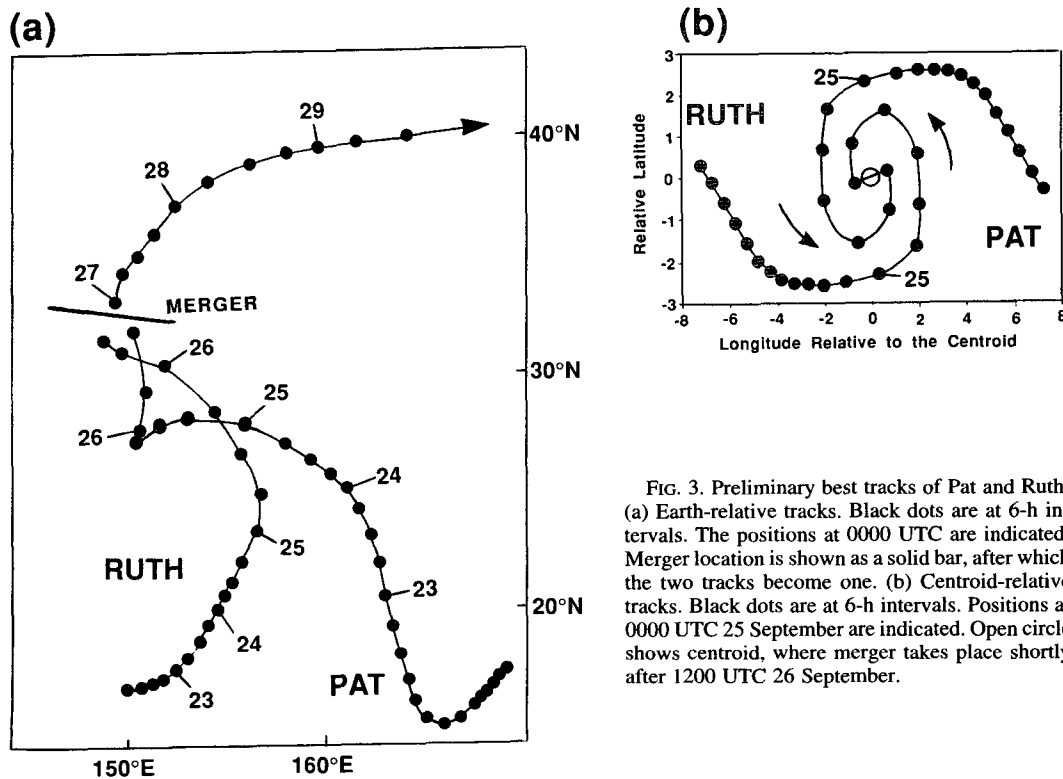 (a)
29
40°N
28
27
MERGER
26
30°N
25
26
24
25
RUTH
23
20°N
24
PAT
23
150°E
160°E
(b)
3
25
2
RUTH
1
0
-1
PAT
-2
25
-3
-8 -6 -4 -2 0 2 4 6 8
Relative Latitude
Longitude Relative to the Centroid
FIG. 3. Preliminary best tracks of Pat and Ruth
(a) Earth-relative tracks. Black dots are at 6-h in
tervals. The positions at 0000 UTC are indicated
Merger location is shown as a solid bar, after which
the two tracks become one. (b) Centroid-relative
tracks. Black dots are at 6-h intervals. Positions a
0000 UTC 25 September are indicated. Open circle
shows centroid, where merger takes place shortly
after 1200 UTC 26 September.